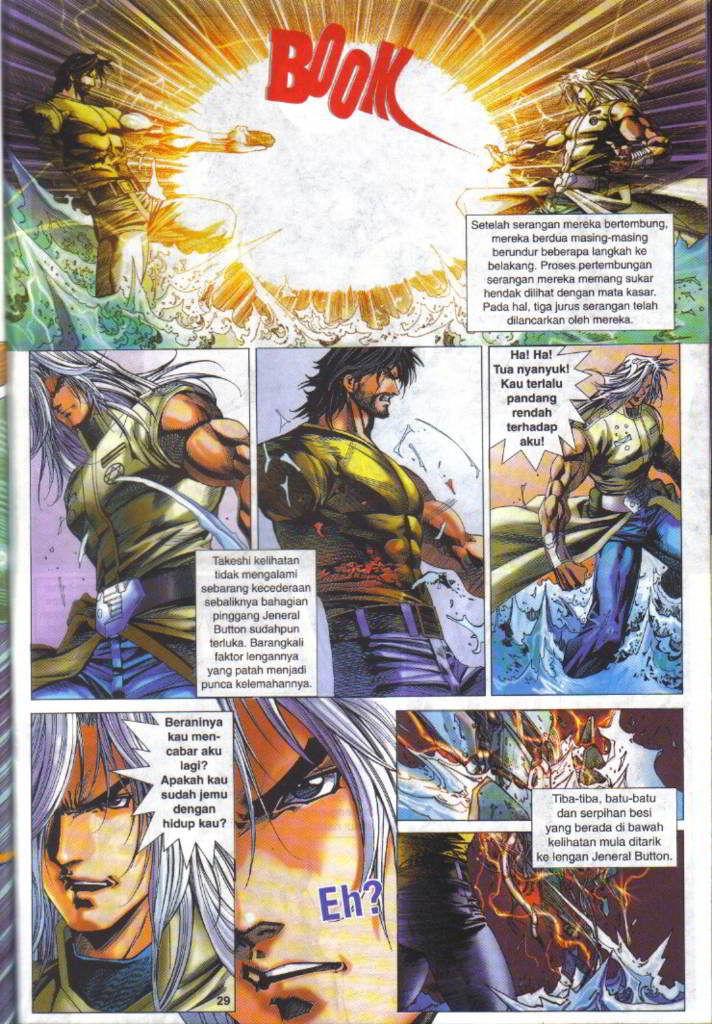 BOOM
Setelah serangan mereka bertembung,
mereka berdua masing-masing
berundur beberapa langkah ke
belakang. Proses pertembungan
serangan mereka memang sukar
hendak dilihat dengan mata kasar.
Pada hal, tiga jurus serangan telah
dilancarkan oleh mereka.
Takeshi kelihatan
tidak mengalami
sebarang kecederaan
sebaliknya bahagian
pinggang Jeneral
Button sudahpun
terluka. Barangkali
faktor lengannya
yang patah menjadi
punca kelemahannya.
Ha! Ha!
Tua nyanyuk!
Kau terlalu
pandang
rendah
terhadap
aku!
Beraninya
kau men-
cabar aku
lagi?
Apakah kau
sudah jemu
dengan
hidup kau?
Eh?
Tiba-tiba, batu-batu
dan serpihan besi
yang berada di bawah
kelihatan mula ditarik
ke lengan Jeneral Button.
29